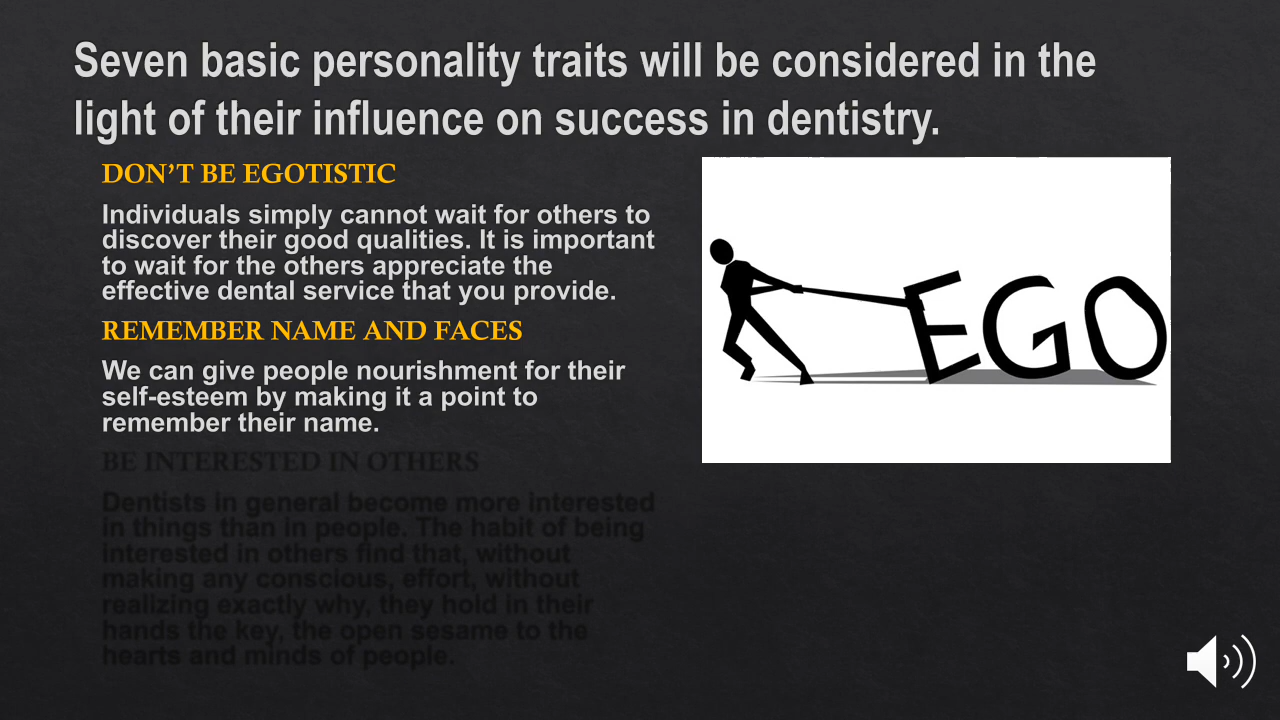 Seven basic personality traits will be considered in the
light of their influence on success in dentistry.
DON’T BE EGOTISTIC
Individuals simply cannot wait for others to
discover their good qualities. It is important
to wait for the others appreciate the
effective dental service that you provide.
REMEMBER NAME AND FACES
We can give people nourishment for their
self-esteem by making it a point to
remember their name.
BE INTERESTED IN OTHERS
Dentists in general become more interested
in things than in people. The habit of being
interested in others find that, without
making any conscious, effort, without
realizing exactly why, they hold in their
hands the key, the open sesame to the
hearts and minds of people.
EGO